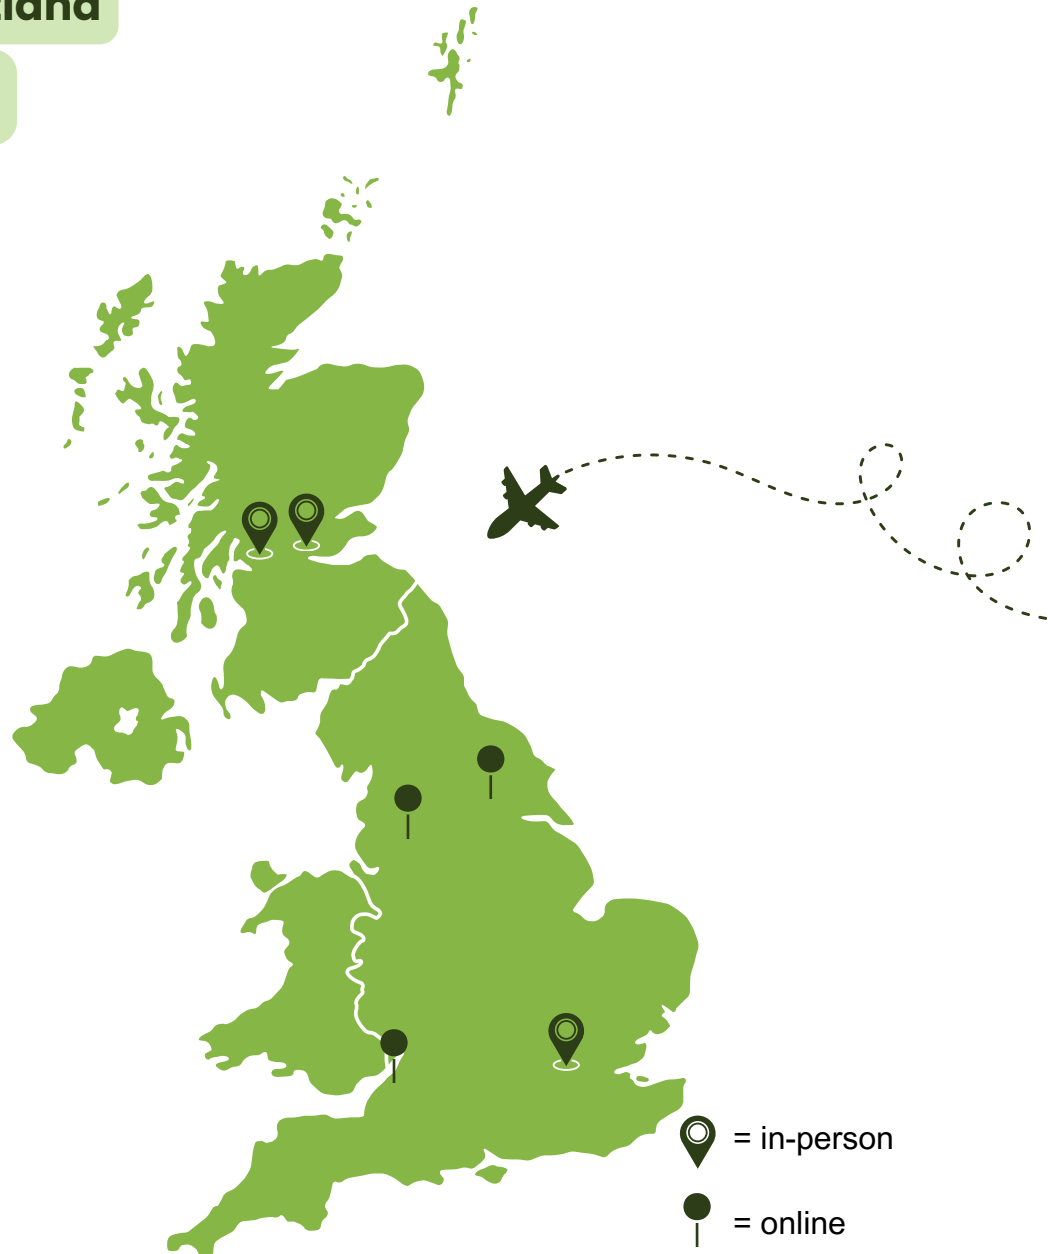 = in-person
= online